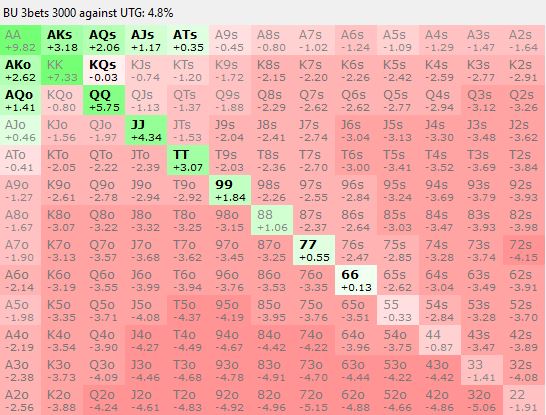 BU 3bets 3000 against UTG: 4.8%
AA AKs AQs AJs ATs A9s A8s A7s A6s A5s A4s A3s A2s
+9.82 +3.18 +2.06 +1.17 +0.35 -0.45 -0.80 -1.02 -1.24 -1.09 -1.29 -1.47 -1.64
AKo KK KQs KJs KTs K9s K8s K7s K6s K5s K4s K3s K2s
+2.62 +7.33 -0.03 -0.74 -1.20 -1.72 -2.15 -2.20 -2.26 -2.42 -2.59 -2.77 -2.91
AQo KQo QQ QJs QTs Q9s Q8s Q7s Q6s Q5s Q4s Q3s Q2s
+1.41 -0.80 +5.75 -1.13 -1.37 -1.88 -2.29 -2.62 -2.62 -2.77 -2.94 -3.12 -3.26
AJo KJo QJo JJ JTs J9s J8s J7s J6s J5s J4s J3s J2s
+0.46 -1.56 -1.97 +4.34 -1.53 -2.04 -2.41 -2.74 -3.04 -3.13 -3.30 -3.48 -3.62
ATo KTo QTo JTo TT T9s T8s T7s T6s T5s T4s T3s T2s
-0.41 -2.05 -2.22 -2.39 +3.07 -2.03 -2.36 -2.70 -3.00 -3.41 -3.52 -3.69 -3.84
A9o K9o Q9o J9o T9o 99 98s 97s 96s 95s 94s 93s 92s
-1.27 -2.61 -2.78 -2.94 -2.92 +1.84 -2.26 -2.55 -2.84 -3.24 -3.69 -3.79 -3.93
A8o K8o Q8o J8o T8o 98o 88 87s 86s 85s 84s 83s 82s
-1.67 -3.07 -3.22 -3.32 -3.25 -3.15 +1.06 -2.37 -2.64 -3.03 -3.47 -3.93 -3.98
A7o K7o Q7o J7o T7o 97o 87o 77 76s 75s 74s 73s 72s
-1.90 -3.13 -3.57 -3.68 -3.62 -3.45 -3.25 +0.55 -2.47 -2.85 -3.28 -3.74 -4.15
A6o K6o Q6o J6o T6o 96o 86o 76o 66 65s 64s 63s 62s
-2.14 -3.20 -3.55 -3.99 -3.94 -3.76 -3.53 -3.35 +0.13 -2.62 -3.04 -3.49 -3.91
A5o K5o Q5o J5o T5o 95o 85o 75o 65o 55 54s 53s 52s
-1.98 -3.35 -3.71 -4.08 -4.37 -4.19 -3.95 -3.76 -3.51 -0.33 -2.84 -3.28 -3.70
A4o K4o Q4o J4o T4o 94o 84o 74o 64o 54o 44 43s 42s
-2.19 -3.54 -3.90 -4.27 -4.49 -4.67 -4.42 -4.22 -3.96 -3.75 -0.87 -3.47 -3.89
A3o K3o Q3o J3o T3o 93o 83o 73o 63o 53o 43o 33 32s
-2.38 -3.73 -4.09 -4.46 -4.68 -4.78 -4.91 -4.70 -4.44 -4.22 -4.42 -1.41 -4.08
A2o K2o Q2o J2o T2o 92o 82o 72o 62o 52o 42o 32o 22
-2.56 -3.88 -4.24 -4.61 -4.83 -4.92 -4.96 -5.15 -4.88 -4.66 -4.86 -5.06 -1.91